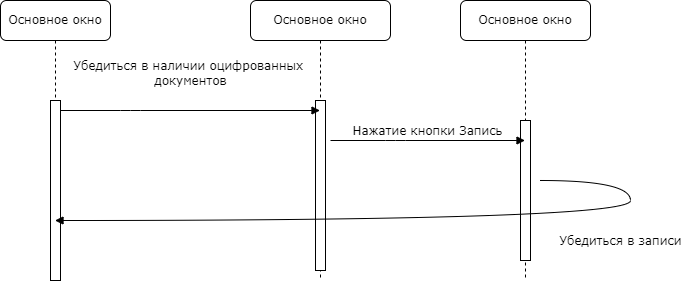 Основное окно
Основное окно
Основное окно
Убедиться в наличии оцифрованных
документов
Нажатие кнопки Запись
Убедиться в записи